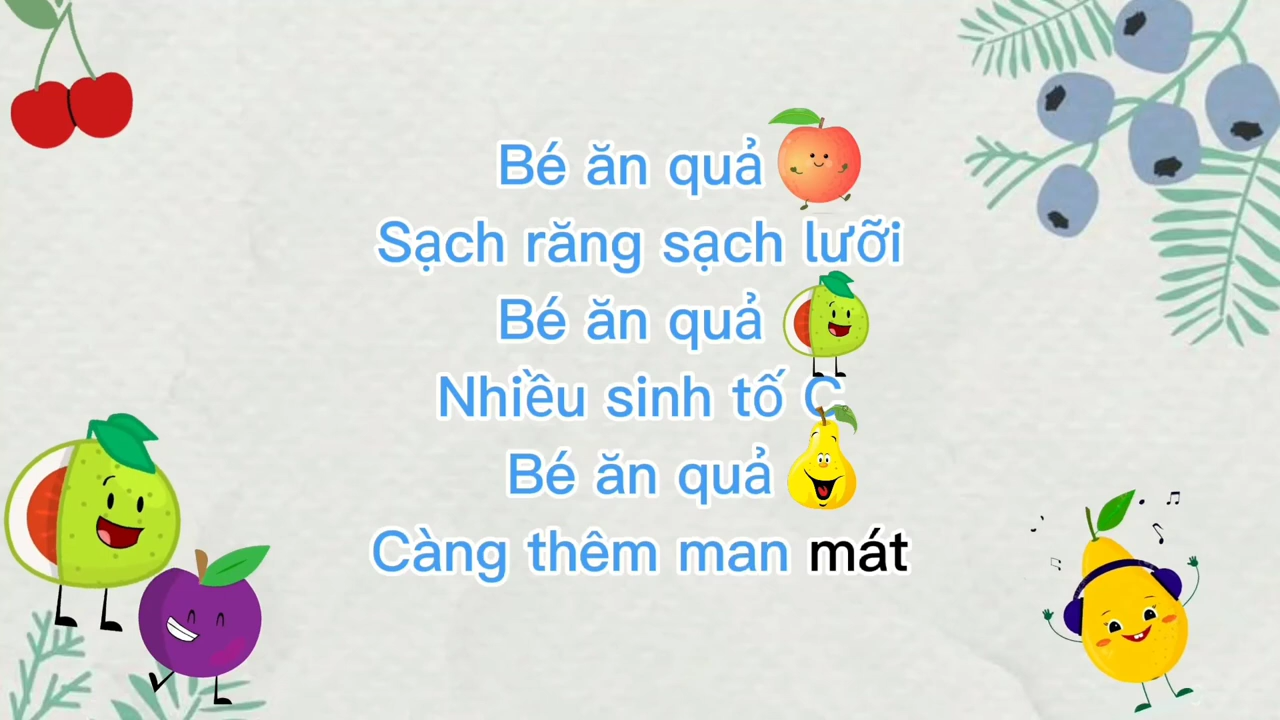 Bé ăn quả
Sạch răng sạch lưỡi
Bé ăn quả
Nhiều sinh tố C
Bé ăn quả
Càng thêm man mát